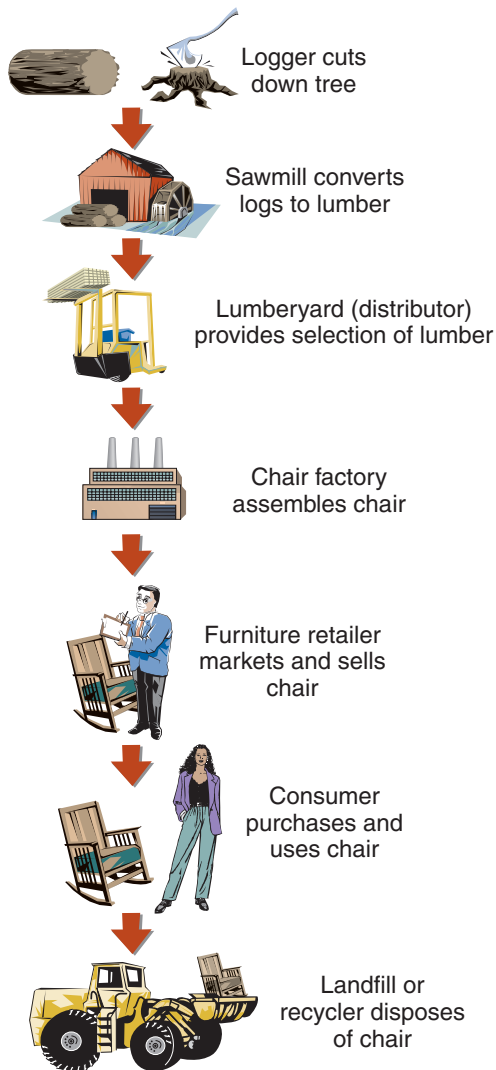 Logger cuts
down tree
Sawmill converts
logs to lumber
Lumberyard (distributor)
provides selection of lumber
Chair factory
assembles chair
Furniture retailer
markets and sells
chair
Consumer
purchases and
uses chair
Landfill or
recycler disposes
of chair